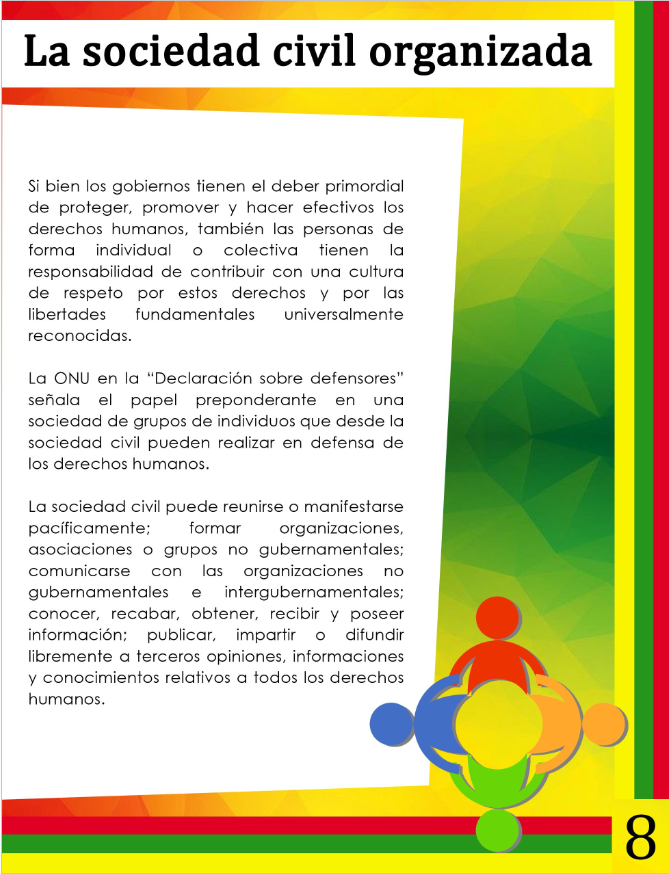 La sociedad civil organizada
Si bien los gobiernos tienen el deber primordial
de proteger, promover y hacer efectivos los
derechos humanos, también las personas de
forma individual o colectiva tienen la
responsabilidad de contribuir con una cultura
de respeto por estos derechos y por las
libertades fundamentales universalmente
reconocidas.
La ONU en la “Declaración sobre defensores”
señala el papel preponderante en una
sociedad de grupos de individuos que desde la
sociedad civil pueden realizar en defensa de
los derechos humanos.
La sociedad civil puede reunirse o manifestarse
pacíficamente; formar organizaciones,
asociaciones o grupos no gubernamentales;
comunicarse con las organizaciones no
gubernamentales e intergubernamentales;
conocer, recabar, obtener, recibir y poseer
información; publicar, impartir o difundir
libremente a terceros opiniones, informaciones
y conocimientos relativos a todos los derechos
humanos.
8